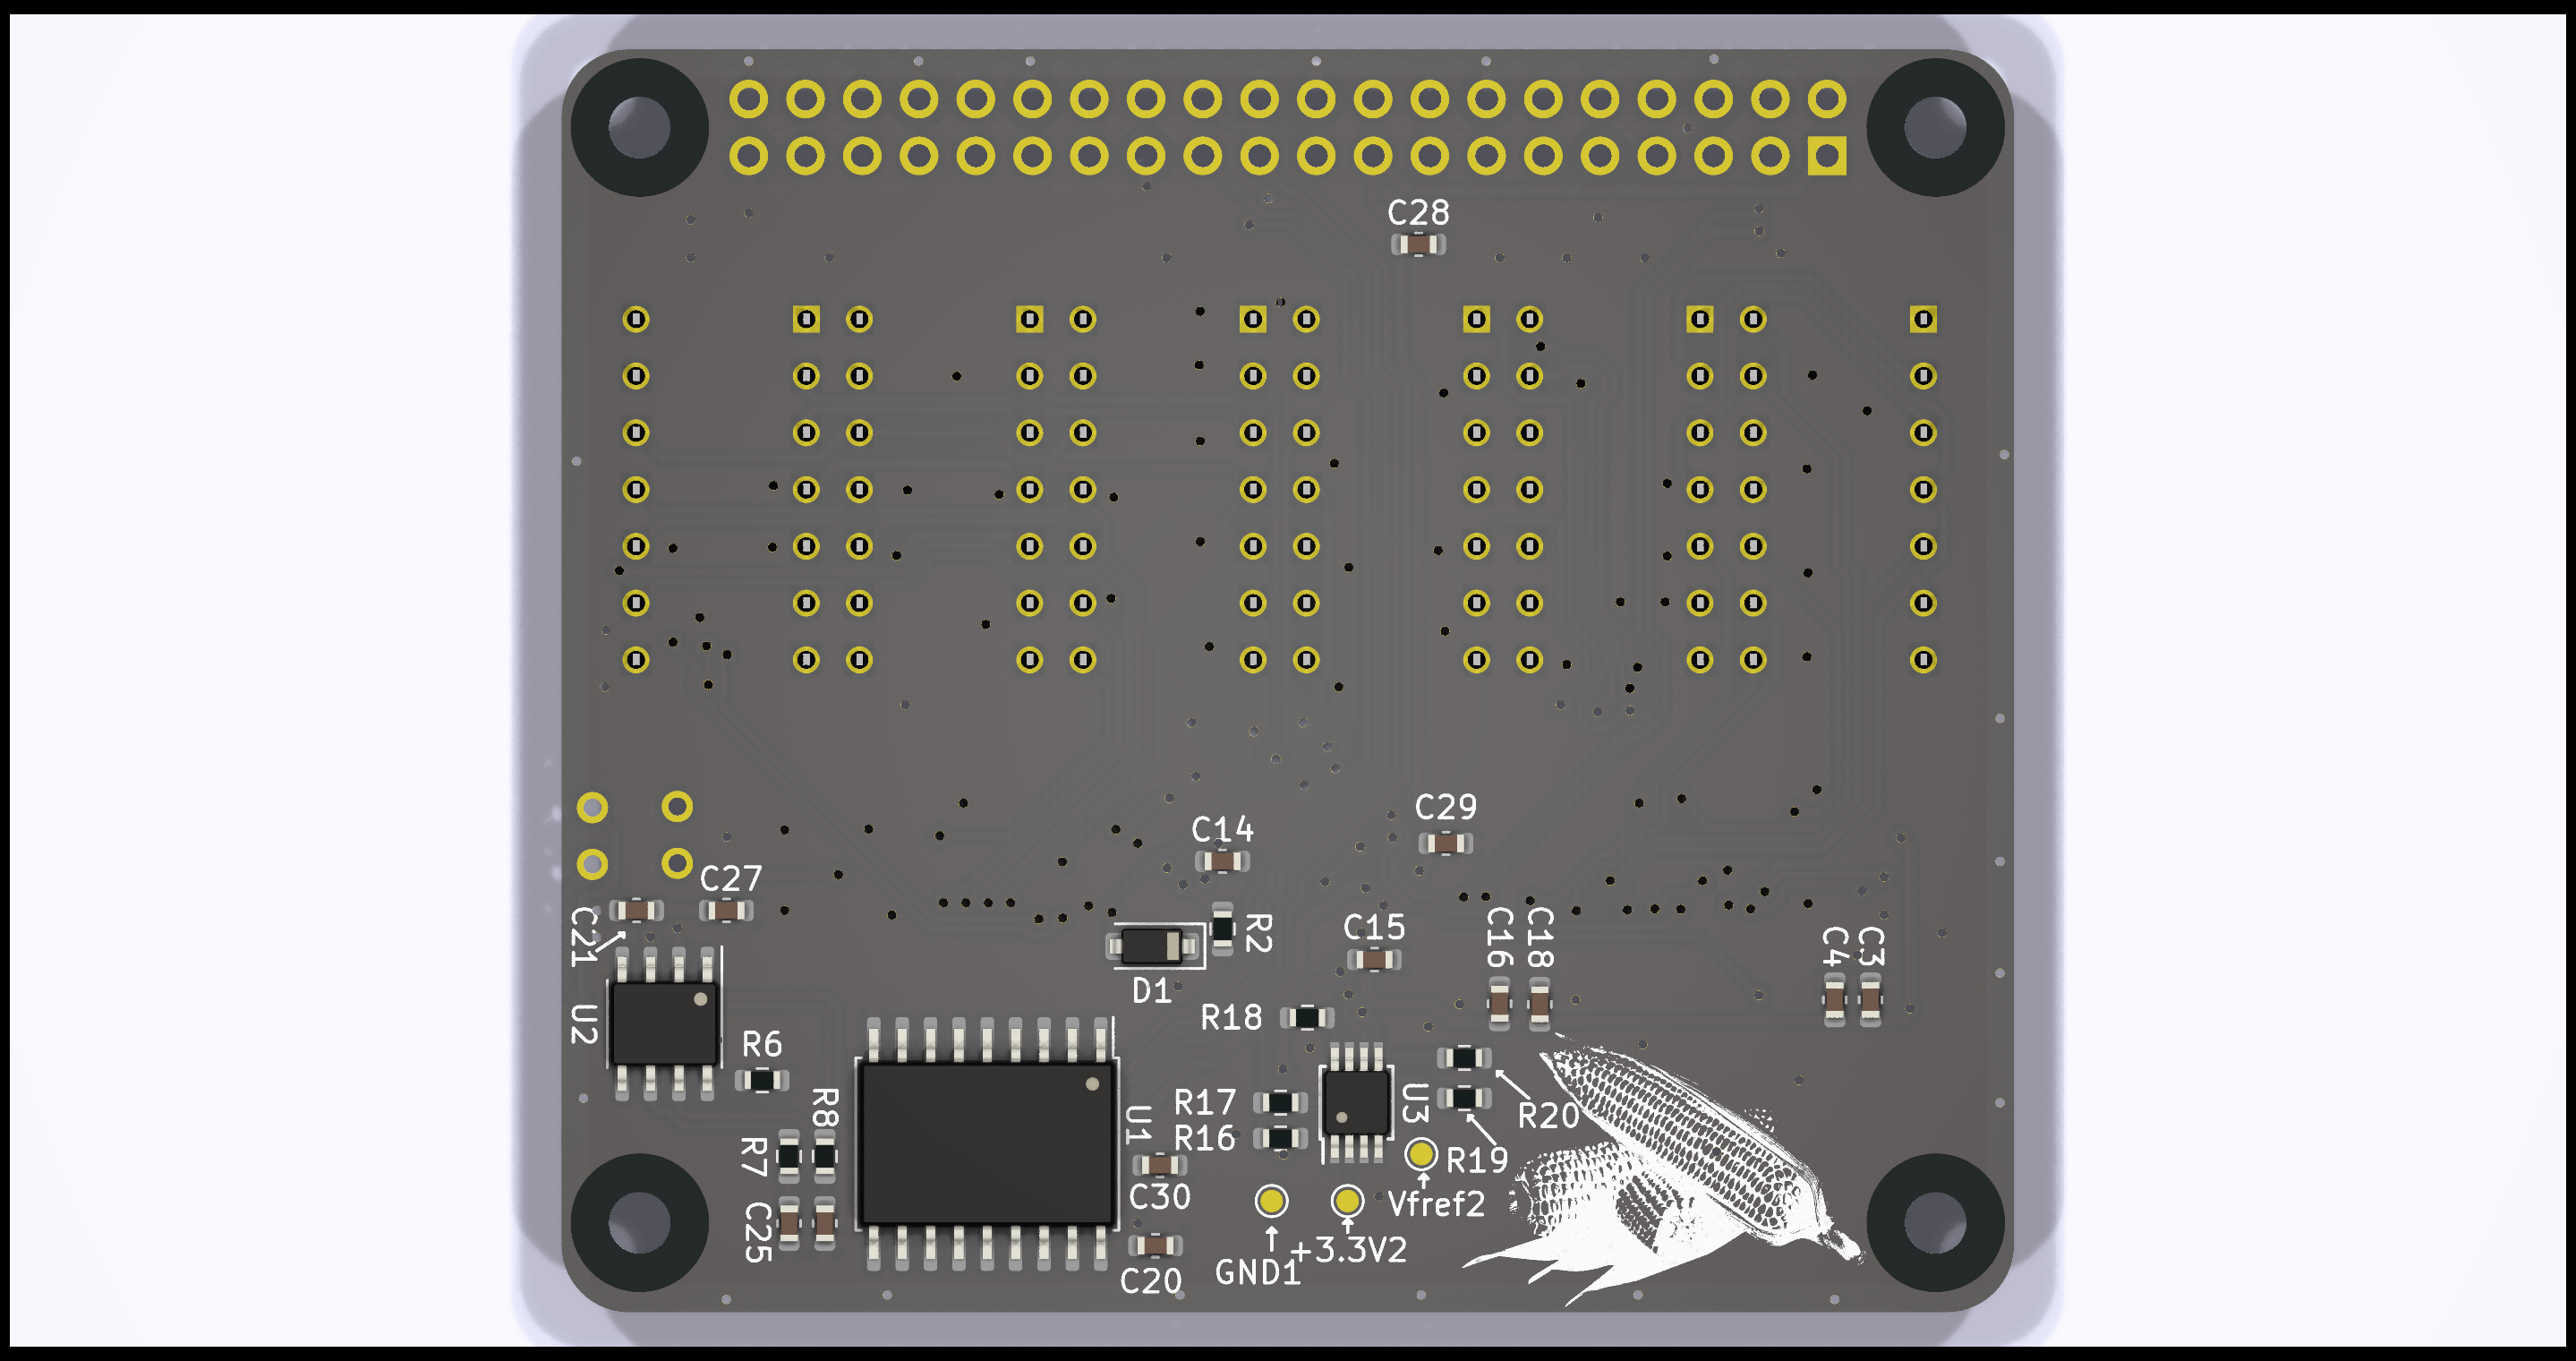 C28
C29
C14
C27
C21
R2
C15
C16
C18
C4
C3
D1
U2
R18
R6
R8
R7
U1
R17
R16
U3
R20
R19
C30
Vfref2
C25
+3.3V2
GND1
C20